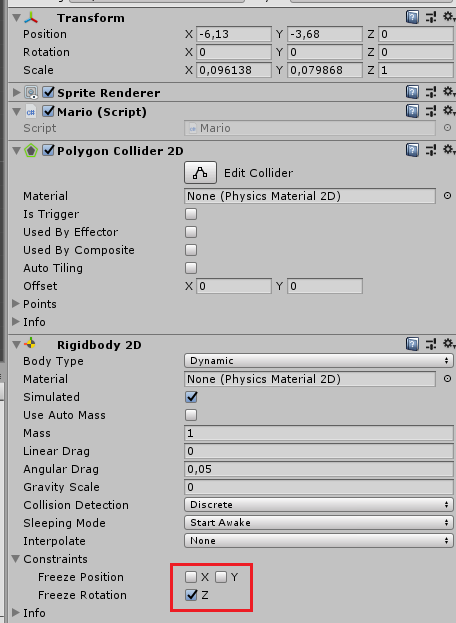 Transform
Position X -6,13 Y -3,68 Z 0
Rotation X 0 Y 0 Z 0
Scale X 0,096138 Y 0,079868 Z 1
Sprite Renderer
Mario (Script)
Script Mario
Polygon Collider 2D
Edit Collider
Material None (Physics Material 2D)
Is Trigger
Used By Effector
Used By Composite
Auto Tiling
Offset X 0 Y 0
Points
Info
Rigidbody 2D
Body Type Dynamic
Material None (Physics Material 2D)
Simulated
Use Auto Mass
Mass 1
Linear Drag 0
Angular Drag 0,05
Gravity Scale 0
Collision Detection Discrete
Sleeping Mode Start Awake
Interpolate None
Constraints
Freeze Position X Y
Freeze Rotation Z
Info